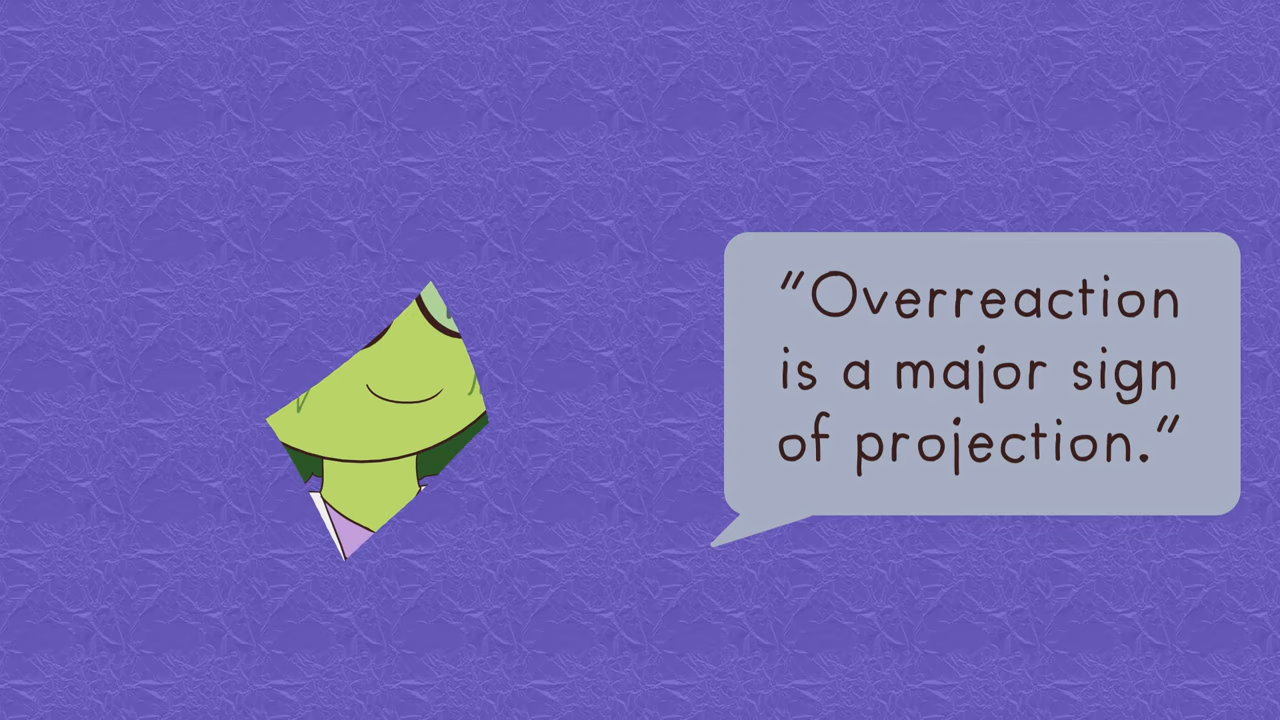 "Overreaction
is a major sign
of projection."